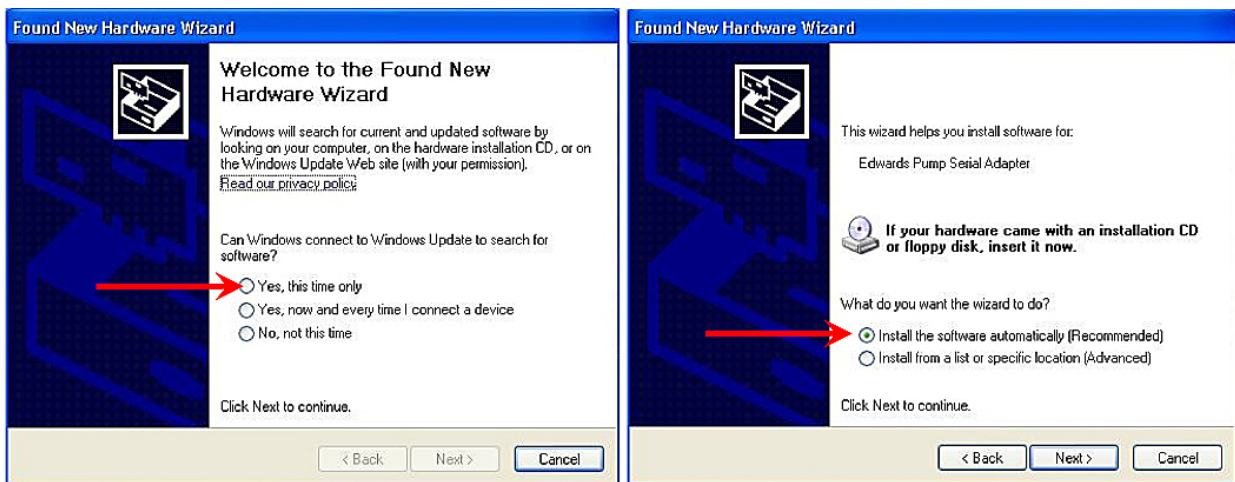 Found New Hardware Wizard
Welcome to the Found New
Hardware Wizard
Windows will search for current and updated software by
looking on your computer, on the hardware installation CD, or on
the Windows Update Web site (with your permission).
Read our privacy policy
Can Windows connect to Windows Update to search for
software?
Yes, this time only
Yes, now and every time I connect a device
No, not this time
Click Next to continue.
< Back
Next >
Cancel
Found New Hardware Wizard
This wizard helps you install software for:
Edwards Pump Serial Adapter
If your hardware came with an installation CD
or floppy disk, insert it now.
What do you want the wizard to do?
Install the software automatically (Recommended)
Install from a list or specific location (Advanced)
Click Next to continue.
< Back
Next >
Cancel